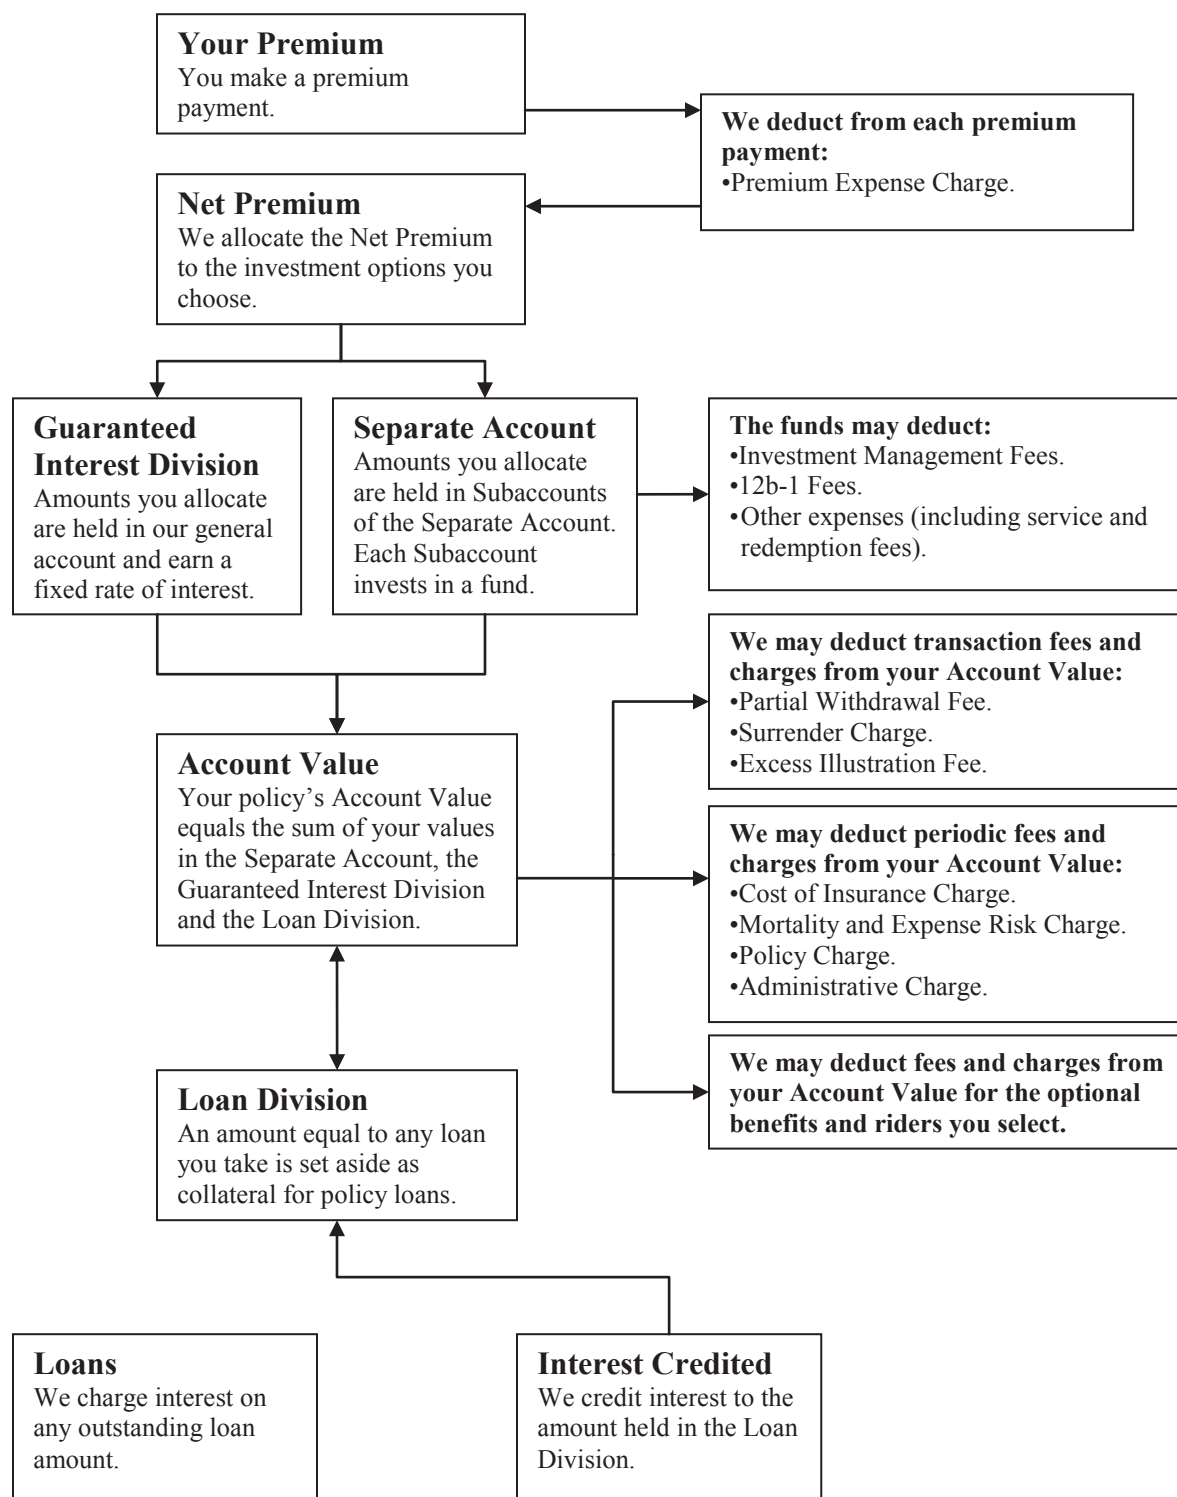 Your Premium
You make a premium
payment.
We deduct from each premium
payment:
•Premium Expense Charge.
Net Premium
We allocate the Net Premium
to the investment options you
choose.
Guaranteed
Interest Division
Amounts you allocate
are held in our general
account and earn a
fixed rate of interest.
Separate Account
Amounts you allocate
are held in Subaccounts
of the Separate Account.
Each Subaccount
invests in a fund.
The funds may deduct:
•Investment Management Fees.
•12b-1 Fees.
•Other expenses (including service and
redemption fees).
We may deduct transaction fees and
charges from your Account Value:
•Partial Withdrawal Fee.
•Surrender Charge.
•Excess Illustration Fee.
Account Value
Your policy’s Account Value
equals the sum of your values
in the Separate Account, the
Guaranteed Interest Division
and the Loan Division.
We may deduct periodic fees and
charges from your Account Value:
•Cost of Insurance Charge.
•Mortality and Expense Risk Charge.
•Policy Charge.
•Administrative Charge.
We may deduct fees and charges from
your Account Value for the optional
benefits and riders you select.
Loan Division
An amount equal to any loan
you take is set aside as
collateral for policy loans.
Loans
We charge interest on
any outstanding loan
amount.
Interest Credited
We credit interest to the
amount held in the Loan
Division.